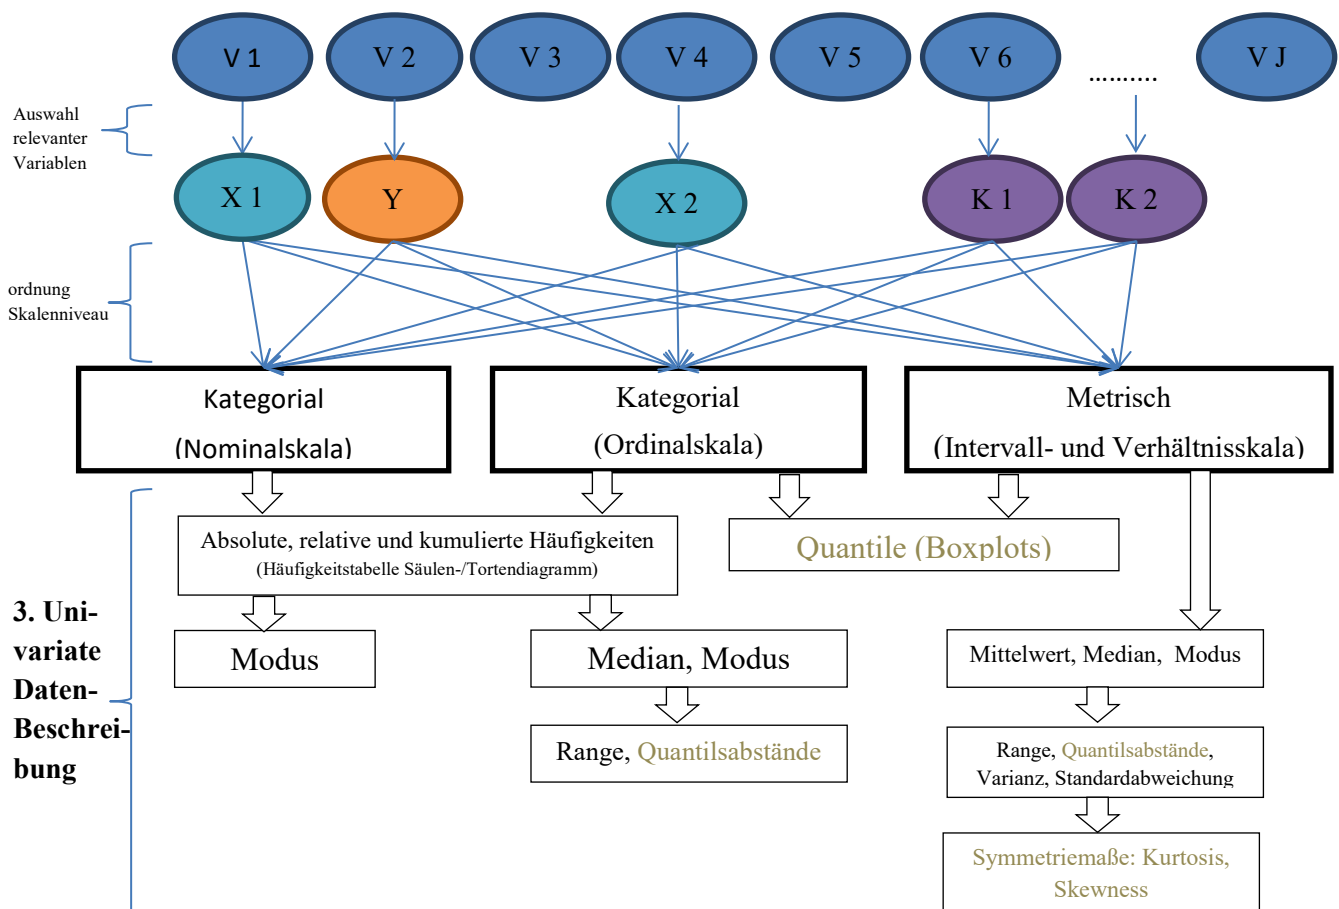 V 1
V 2
V 3
V 4
V 5
V 6
..........
V J
Auswahl
relevanter
Variablen
X 1
Y
X 2
K 1
K 2
ordnung
Skalenniveau
Kategorial
(Nominalskala)
Kategorial
(Ordinalskala)
Metrisch
(Intervall- und Verhältnisskala)
Absolute, relative und kumulierte Häufigkeiten
(Häufigkeitstabelle Säulen-/Tortendiagramm)
Quantile (Boxplots)
3. Uni-
variate
Daten-
Beschrei-
bung
Modus
Median, Modus
Mittelwert, Median, Modus
Range, Quantilsabstände
Range, Quantilsabstände,
Varianz, Standardabweichung
Symmetriemaße: Kurtosis,
Skewness